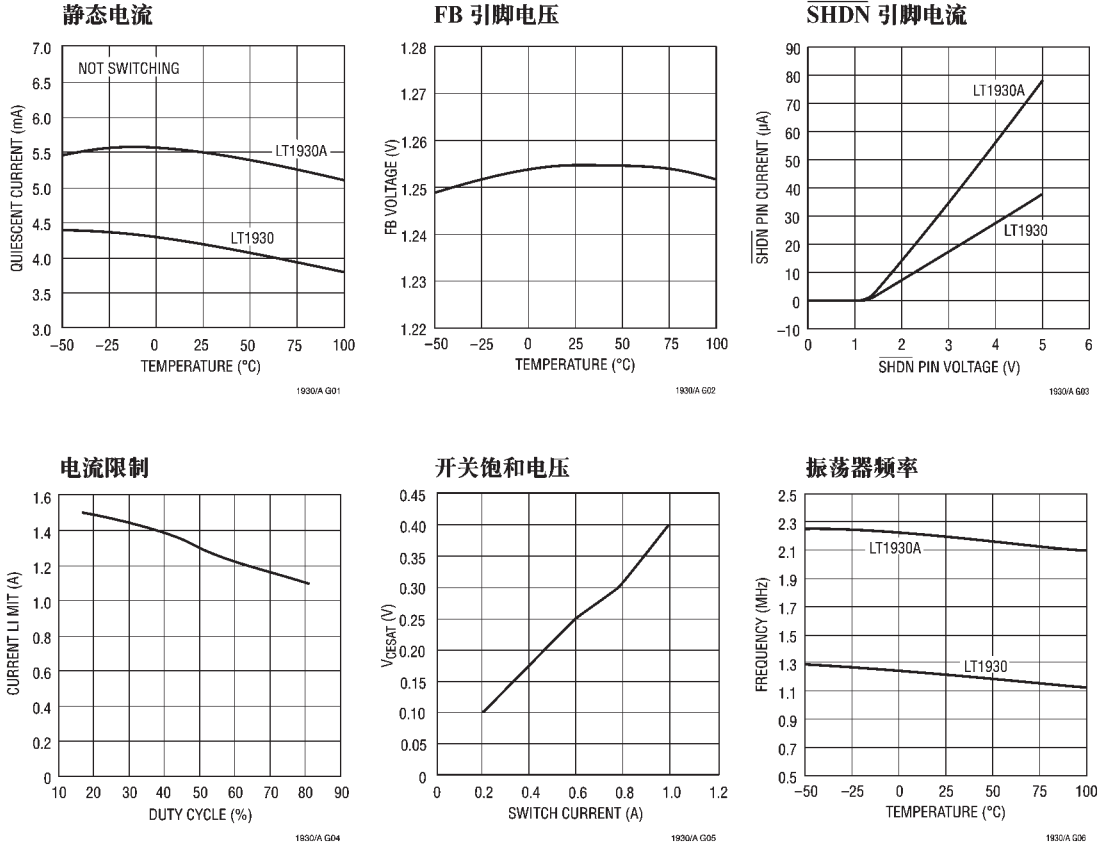 静态电流
7.0
6.5
6.0
5.5
5.0
4.5
4.0
3.5
3.0
QUIESCENT CURRENT (mA)
NOT SWITCHING
LT1930A
LT1930
−50 −25 0 25 50 75 100
TEMPERATURE (°C)
1930/A G01
FB 引脚电压
1.28
1.27
1.26
1.25
1.24
1.23
1.22
FB VOLTAGE (V)
−50 −25 0 25 50 75 100
TEMPERATURE (°C)
1930/A G02
SHDN 引脚电流
90
80
70
60
50
40
30
20
10
0
−10
SHDN PIN CURRENT (µA)
LT1930A
LT1930
0 1 2 3 4 5 6
SHDN PIN VOLTAGE (V)
1930/A G03
电流限制
1.6
1.4
1.2
1.0
0.8
0.6
0.4
0.2
0
CURRENT LI MIT (A)
10 20 30 40 50 60 70 80 90
DUTY CYCLE (%)
1930/A G04
开关饱和电压
0.45
0.40
0.35
0.30
0.25
0.20
0.15
0.10
0.05
0
VCESAT (V)
0 0.2 0.4 0.6 0.8 1.0 1.2
SWITCH CURRENT (A)
1930/A G05
振荡器频率
2.5
2.3
2.1
1.9
1.7
1.5
1.3
1.1
0.9
0.7
0.5
FREQUENCY (MHz)
LT1930A
LT1930
−50 −25 0 25 50 75 100
TEMPERATURE (°C)
1930/A G06